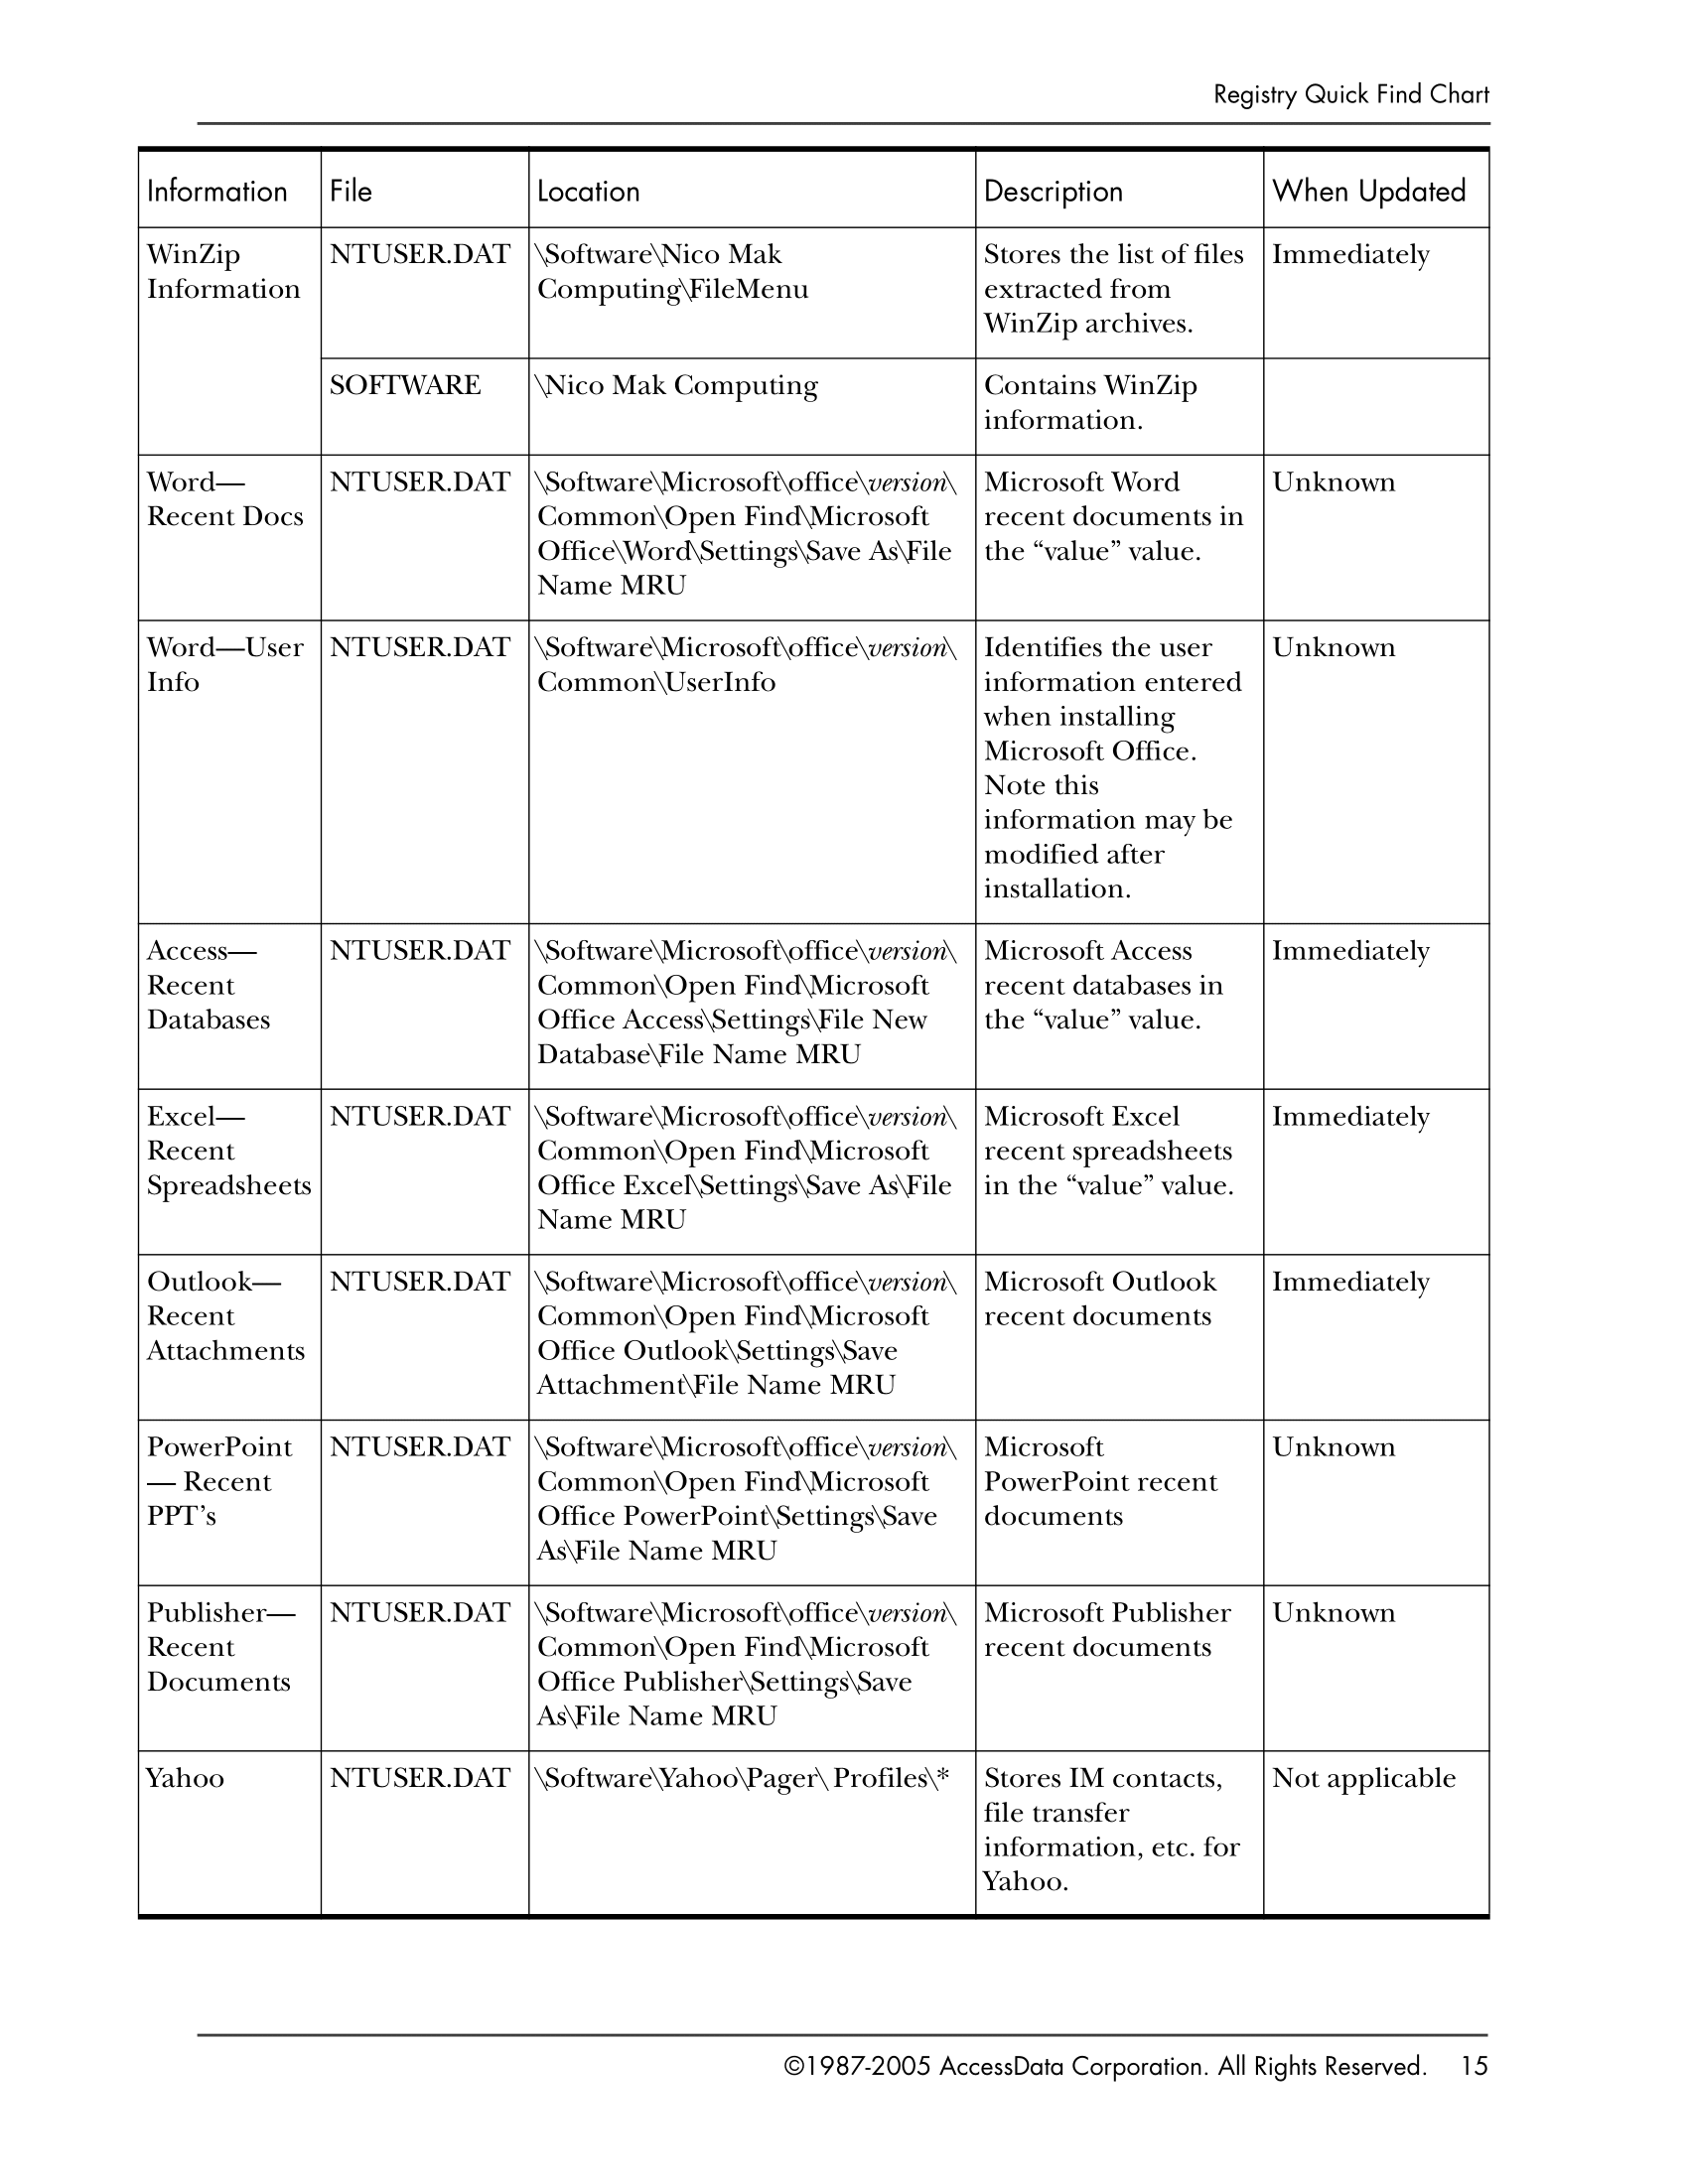 Registry Quick Find Chart
Information File Location Description When Updated
WinZip Information
NTUSER.DAT
\Software\Nico Mak
Computing\FileMenu
Stores the list of files
extracted from
WinZip archives.
Immediately
SOFTWARE
\Nico Mak Computing
Contains WinZip
information.
Word—
Recent Docs
NTUSER.DAT
\Software\Microsoft\office\version\
Common\Open Find\Microsoft
Office\Word\Settings\Save As\File
Name MRU
Microsoft Word
recent documents in
the “value” value.
Unknown
Word—User
Info
NTUSER.DAT
\Software\Microsoft\office\version\
Common\UserInfo
Identifies the user
information entered
when installing
Microsoft Office.
Note this
information may be
modified after
installation.
Unknown
Access—
Recent
Databases
NTUSER.DAT
\Software\Microsoft\office\version\
Common\Open Find\Microsoft
Office Access\Settings\File New
Database\File Name MRU
Microsoft Access
recent databases in
the “value” value.
Immediately
Excel—
Recent
Spreadsheets
NTUSER.DAT
\Software\Microsoft\office\version\
Common\Open Find\Microsoft
Office Excel\Settings\Save As\File
Name MRU
Microsoft Excel
recent spreadsheets
in the “value” value.
Immediately
Outlook—
Recent
Attachments
NTUSER.DAT
\Software\Microsoft\office\version\
Common\Open Find\Microsoft
Office Outlook\Settings\Save
Attachment\File Name MRU
Microsoft Outlook
recent documents
Immediately
PowerPoint
— Recent
PPT’s
NTUSER.DAT
\Software\Microsoft\office\version\
Common\Open Find\Microsoft
Office PowerPoint\Settings\Save
As\File Name MRU
Microsoft
PowerPoint recent
documents
Unknown
Publisher—
Recent
Documents
NTUSER.DAT
\Software\Microsoft\office\version\
Common\Open Find\Microsoft
Office Publisher\Settings\Save
As\File Name MRU
Microsoft Publisher
recent documents
Unknown
Yahoo
NTUSER.DAT
\Software\Yahoo\Pager\ Profiles\*
Stores IM contacts,
file transfer
information, etc. for
Yahoo.
Not applicable
©1987-2005 AccessData Corporation. All Rights Reserved. 15